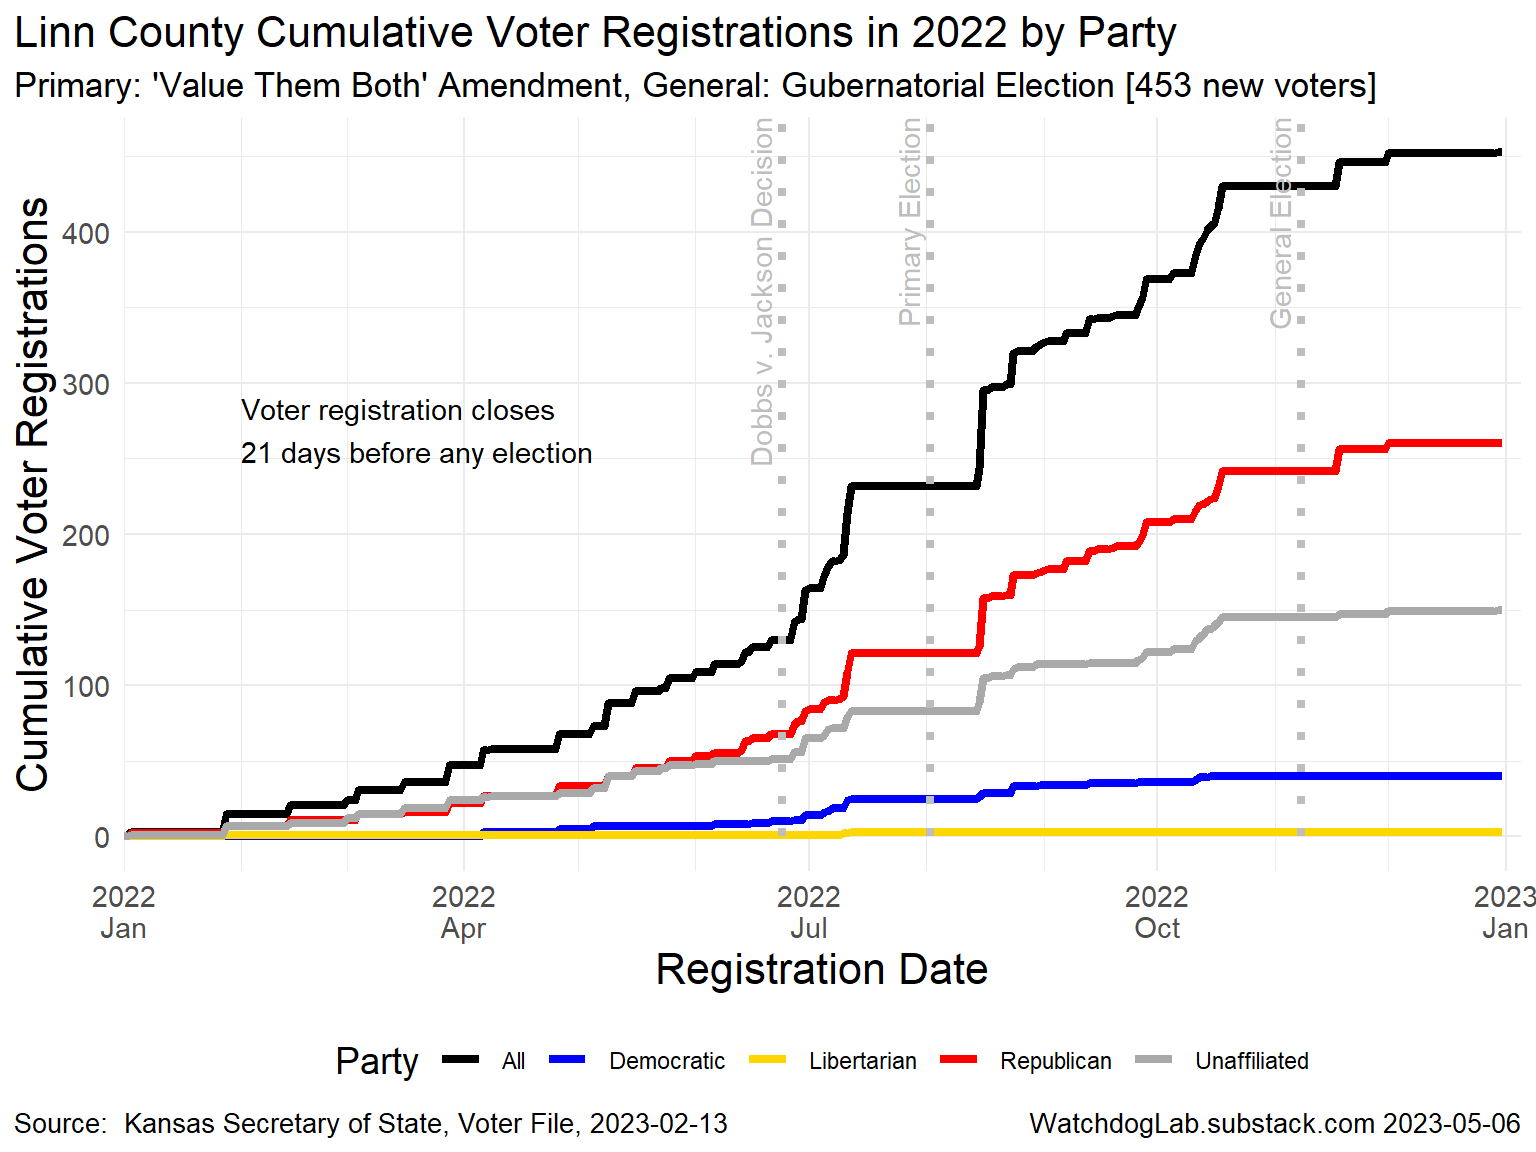 Linn County Cumulative Voter Registrations in 2022 by Party
Primary: 'Value Them Both' Amendment, General: Gubernatorial Election [453 new voters]
Cumulative Voter Registrations
400
300
200
100
0
Dobbs v. Jackson Decision
Primary Election
General Election
Voter registration closes
21 days before any election
2022
Jan
2022
Apr
2022
Jul
2022
Oct
2023
Jan
Registration Date
Party
All
Democratic
Libertarian
Republican
Unaffiliated
Source:  Kansas Secretary of State, Voter File, 2023-02-13
WatchdogLab.substack.com 2023-05-06